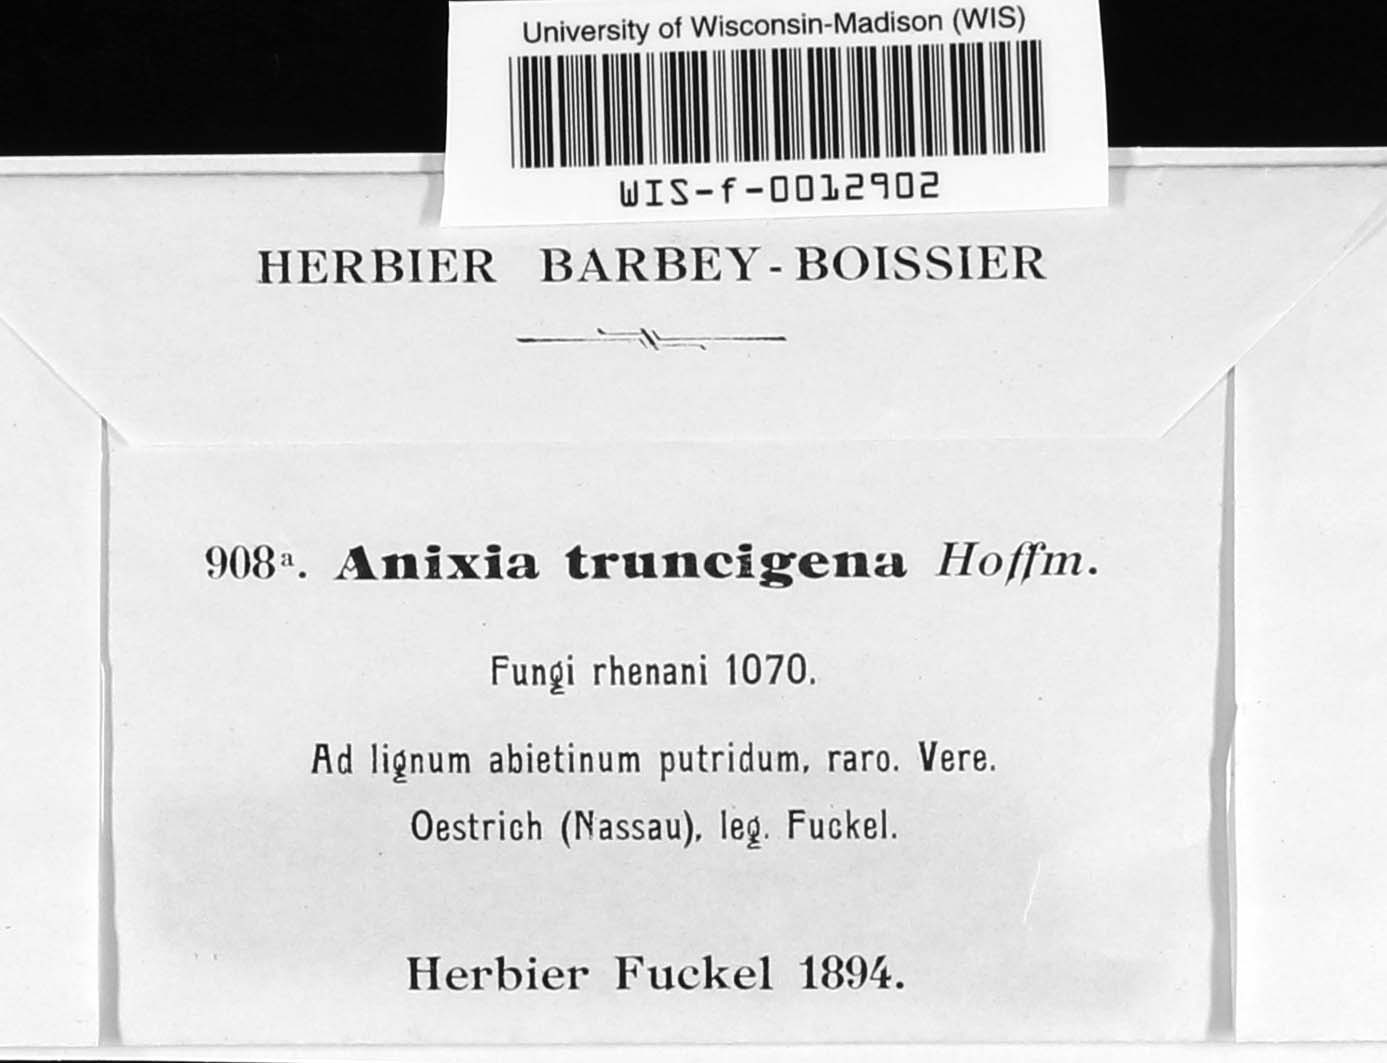 University of Wisconsin-Madison (WIS)
WIS-f-0012902
HERBIER BARBEY-BOISSIER
908a. Anixia truncigena Hoffm.
Fungi rhenani 1070.
Ad lignum abietinum putridum, raro. Vere.
Oestrich (Nassau), leg. Fuckel.
Herbier Fuckel 1894.